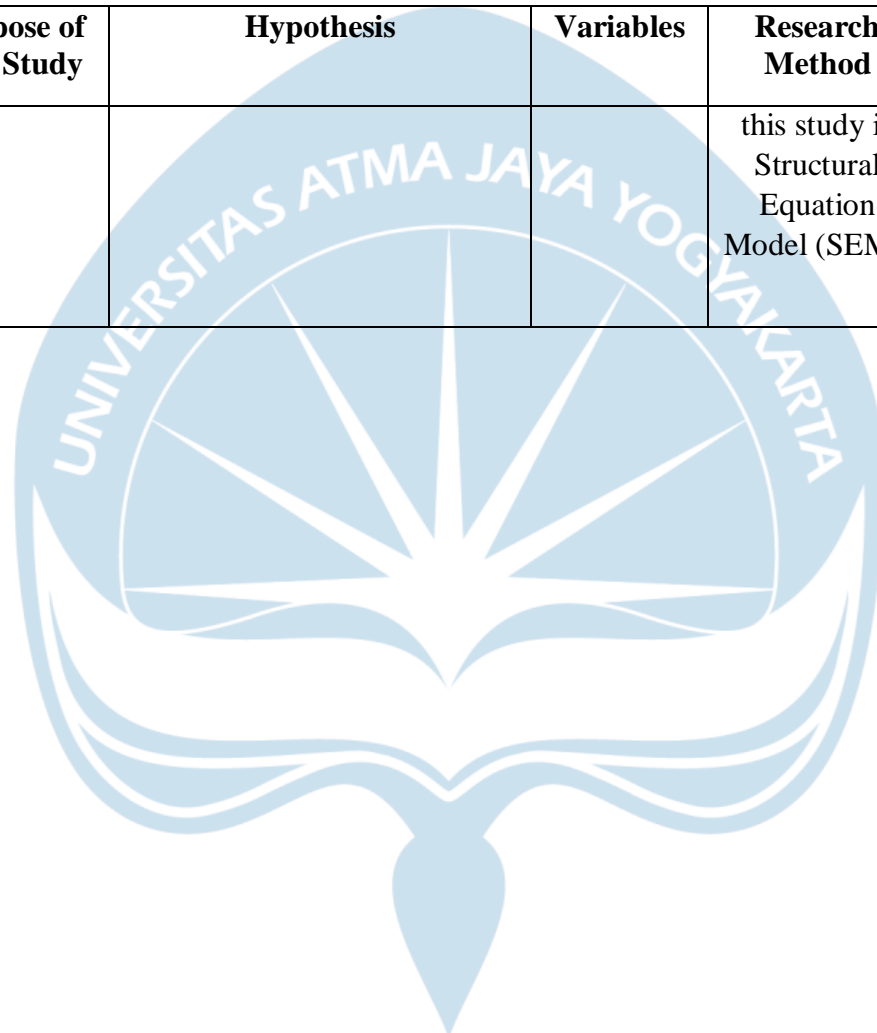 pose of
Study
Hypothesis
Variables
Research
Method
this study i
Structural
Equation
Model (SEM
UNIVERSITAS ATMA JAYA YOGYAKARTA